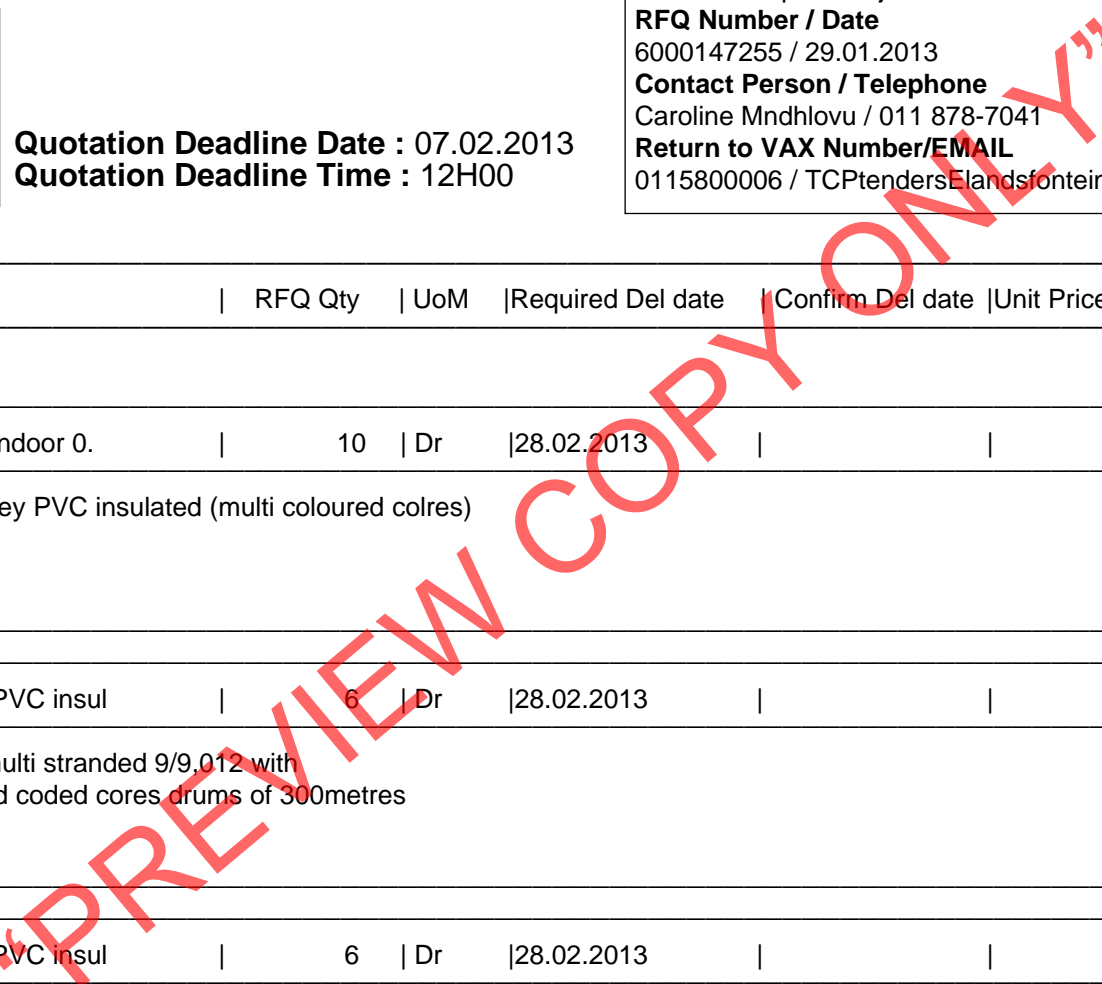 RFQ Number / Date
6000147255 / 29.01.2013
Contact Person / Telephone
Caroline Mndhlovu / 011 878-7041
Return to VAX Number/EMAIL
0115800006 / TCPtendersElandsfontein
Quotation Deadline Date : 07.02.2013
Quotation Deadline Time : 12H00
| RFQ Qty | UoM |Required Del date | Confirm Del date |Unit Price
ndoor 0. | 10 | Dr |28.02.2013 | |
ey PVC insulated (multi coloured colres)
PVC insul | 6 | Dr |28.02.2013 | |
ulti stranded 9/9,012 with
d coded cores drums of 300metres
PVC insul | 6 | Dr |28.02.2013 | |
“PREVIEW COPY ONLY”